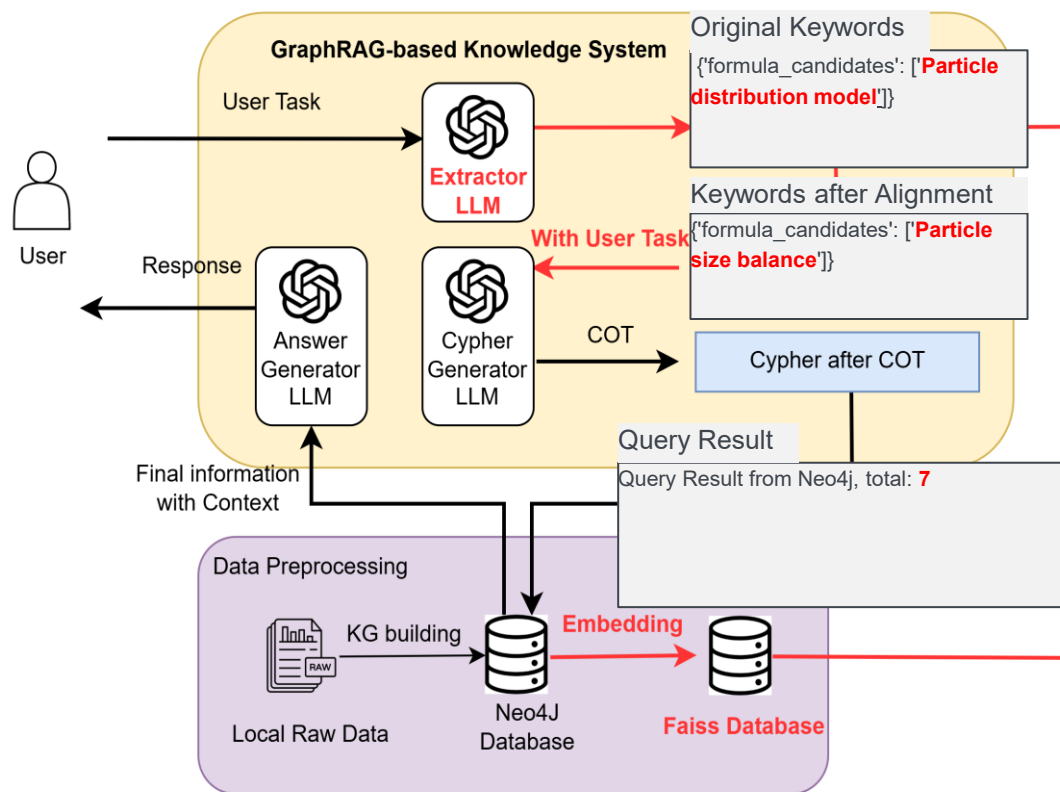 GraphRAG-based Knowledge System
Original Keywords
{'formula_candidates': ['Particle
distribution model']}
User Task
Extractor
LLM
Keywords after Alignment
{'formula_candidates': ['Particle
size balance']}
With User Task
User
Response
Answer
Generator
LLM
Cypher
Generator
LLM
COT
Cypher after COT
Query Result
Query Result from Neo4j, total: 7
Final information
with Context
Data Preprocessing
KG building
Embedding
RAW
Local Raw Data
Neo4J
Database
Faiss Database